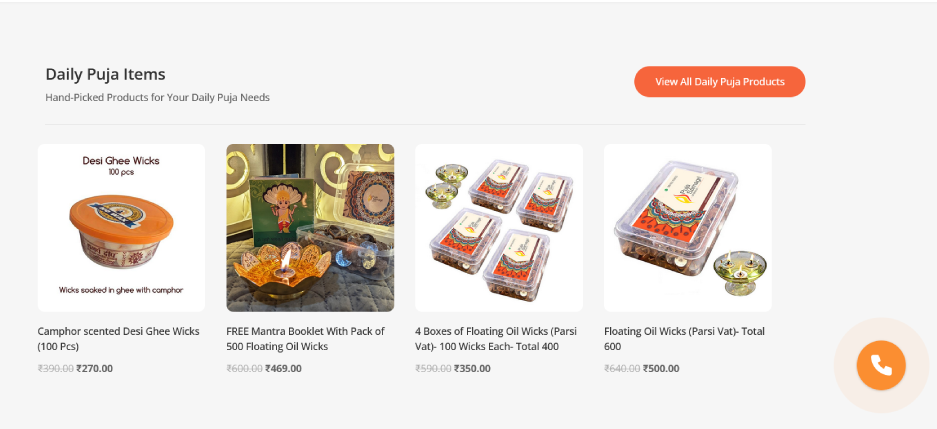 Daily Puja Items
Hand-Picked Products for Your Daily Puja Needs
View All Daily Puja Products
Desi Ghee Wicks
100 pcs
Wicks soaked in ghee with camphor
Camphor scented Desi Ghee Wicks
(100 Pcs)
₹390.00 ₹270.00
FREE Mantra Booklet With Pack of
500 Floating Oil Wicks
₹600.00 ₹469.00
4 Boxes of Floating Oil Wicks (Parsi
Vat)- 100 Wicks Each- Total 400
₹590.00 ₹350.00
Floating Oil Wicks (Parsi Vat)- Total
600
₹640.00 ₹500.00